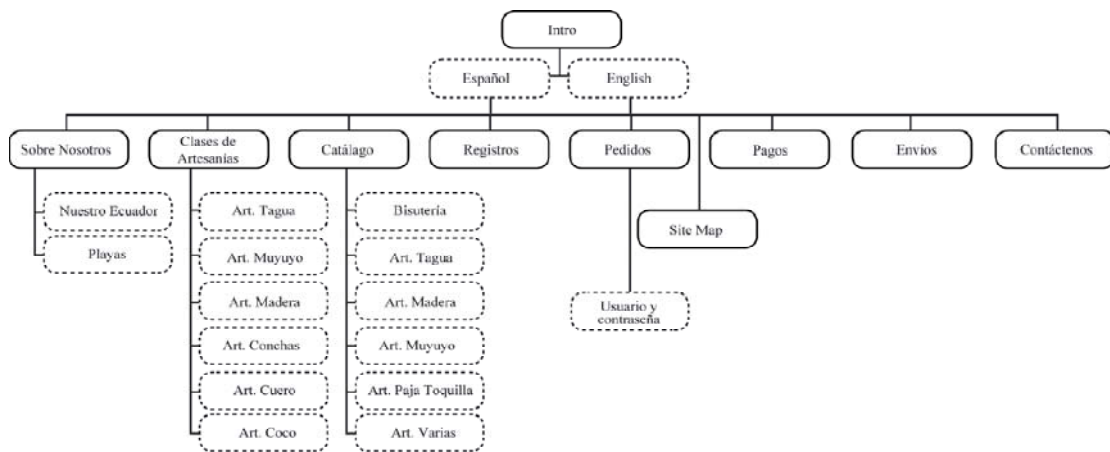 Intro
Español
English
Sobre Nosotros
Clases de
Artesanías
Catálago
Registros
Pedidos
Pagos
Envíos
Contáctenos
Nuestro Ecuador
Playas
Art. Tagua
Art. Muyuyo
Art. Madera
Art. Conchas
Art. Cuero
Art. Coco
Bisutería
Art. Tagua
Art. Madera
Art. Muyuyo
Art. Paja Toquilla
Art. Varias
Site Map
Usuario y
contraseña